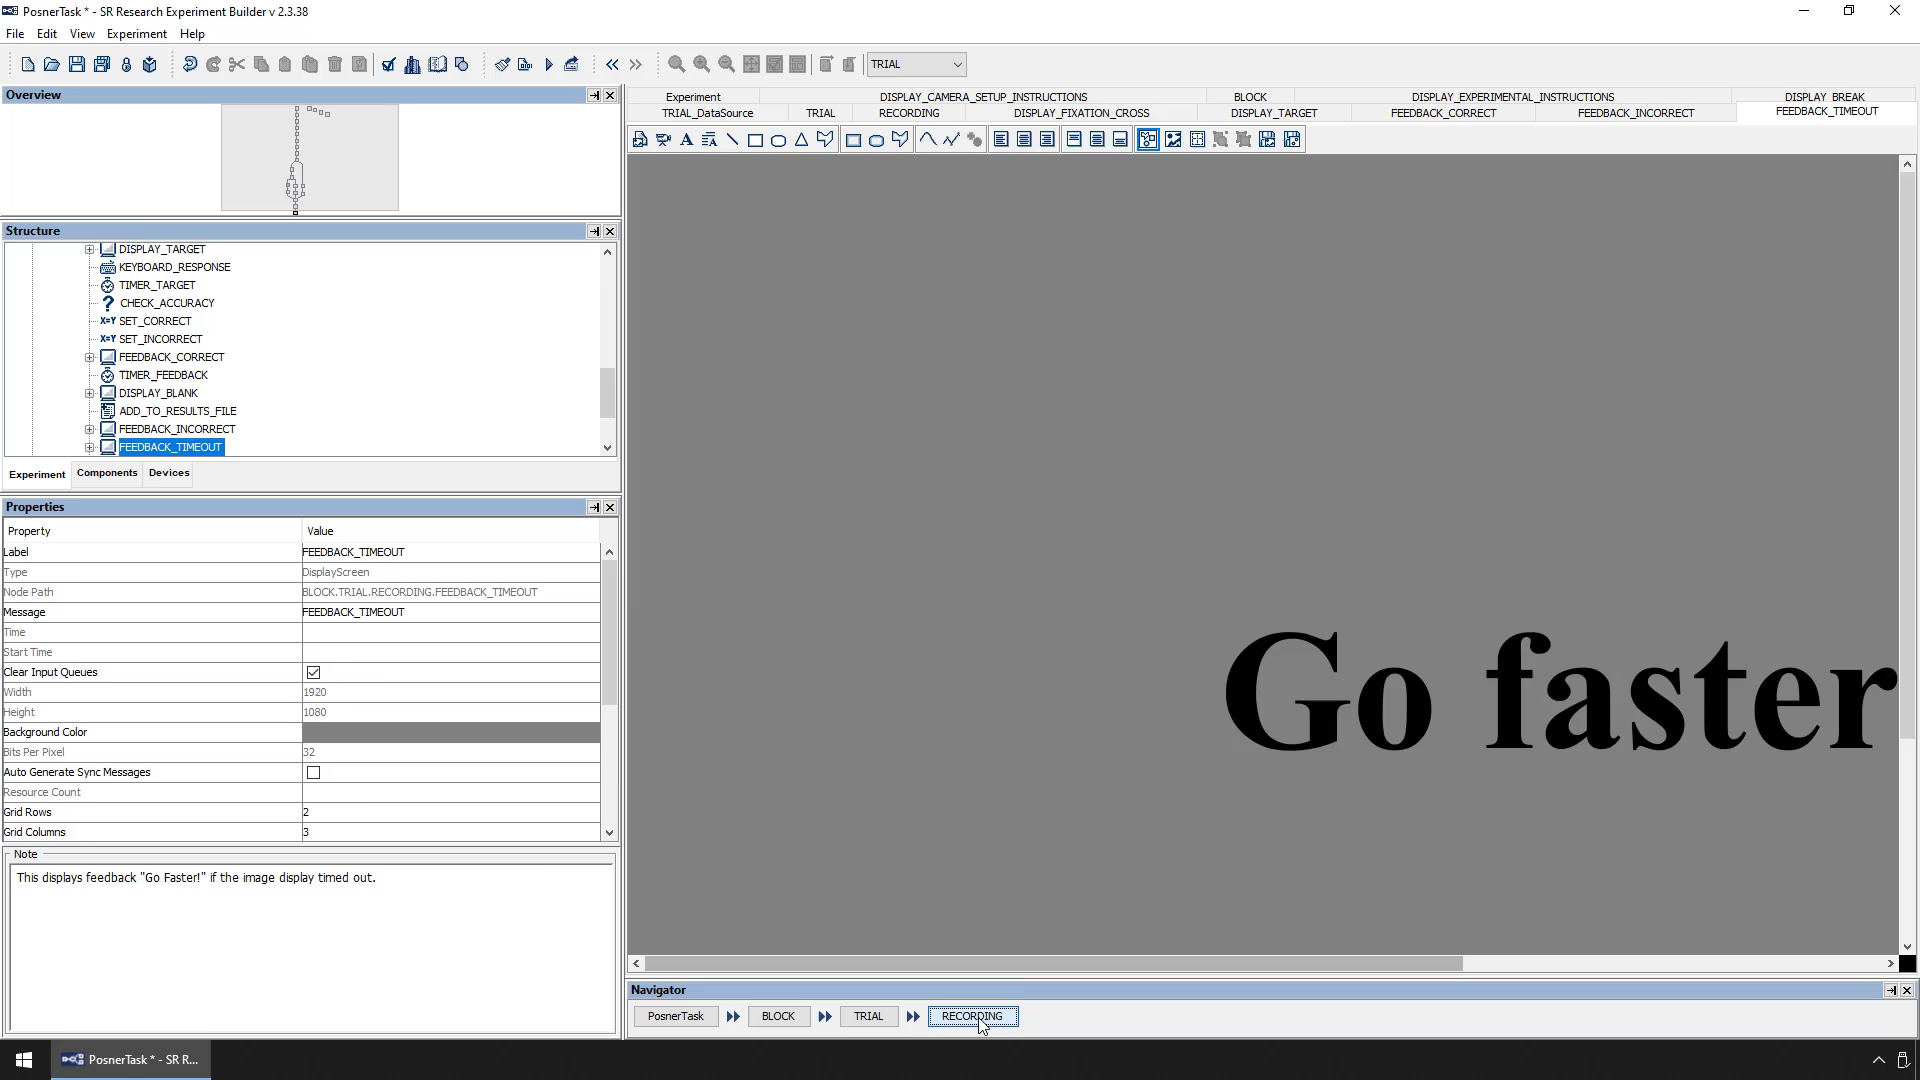 PosnerTask * - SR Research Experiment Builder v 2.3.38
File Edit View Experiment Help
TRIAL
Overview
Structure
DISPLAY_TARGET
KEYBOARD_RESPONSE
TIMER_TARGET
CHECK_ACCURACY
X=Y SET_CORRECT
X=Y SET_INCORRECT
FEEDBACK_CORRECT
TIMER_FEEDBACK
DISPLAY_BLANK
ADD_TO_RESULTS_FILE
FEEDBACK_INCORRECT
FEEDBACK_TIMEOUT
Experiment Components Devices
Properties
Property Value
Label FEEDBACK_TIMEOUT
Type DisplayScreen
Node Path BLOCK.TRIAL.RECORDING.FEEDBACK_TIMEOUT
Message FEEDBACK_TIMEOUT
Time
Start Time
Clear Input Queues
Width 1920
Height 1080
Background Color
Bits Per Pixel 32
Auto Generate Sync Messages
Resource Count
Grid Rows 2
Grid Columns 3
Note
This displays feedback "Go Faster!" if the image display timed out.
Experiment DISPLAY_CAMERA_SETUP_INSTRUCTIONS BLOCK DISPLAY_EXPERIMENTAL_INSTRUCTIONS DISPLAY_BREAK
TRIAL_DataSource TRIAL RECORDING DISPLAY_FIXATION_CROSS DISPLAY_TARGET FEEDBACK_CORRECT FEEDBACK_INCORRECT FEEDBACK_TIMEOUT
Go faster
Navigator
PosnerTask BLOCK TRIAL RECORDING
PosnerTask * - SR R...